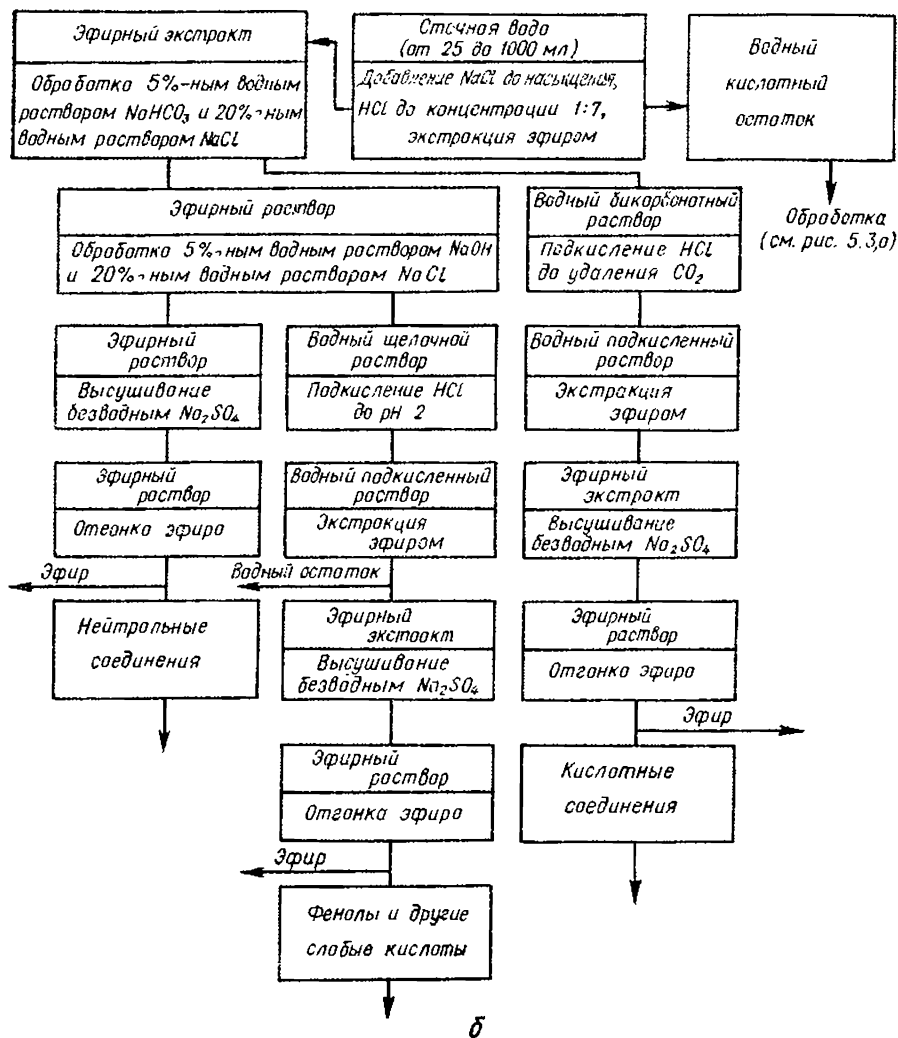 Эфирный экстракт
Обработка 5%-ным водным
раствором NaHCO₃ и 20%-ным
водным раствором NaCl
Сточная вода
(от 25 до 1000 мл)
Добавление NaCl до насыщения,
HCl до концентрации 1:7,
экстракция эфиром
Водный
кислотный
остаток
Обработка
(см. рис. 5.3,а)
Эфирный раствор
Обработка 5%-ным водным раствором NaOH
и 20%-ным водным раствором NaCl
Водный бикарбонатный
раствор
Подкисление HCl
до удаления CO₂
Эфирный
раствор
Высушивание
безводным Na₂SO₄
Водный щелочной
раствор
Подкисление HCl
до pH 2
Водный подкисленный
раствор
Экстракция
эфиром
Эфирный
раствор
Отгонка эфира
Водный подкисленный
раствор
Экстракция
эфиром
Эфирный
экстракт
Высушивание
безводным Na₂SO₄
Эфир
Водный остаток
Нейтральные
соединения
Эфирный
экстракт
Высушивание
безводным Na₂SO₄
Эфирный
раствор
Отгонка эфира
Эфир
Эфирный
раствор
Отгонка эфира
Кислотные
соединения
Эфир
Фенолы и другие
слабые кислоты
б